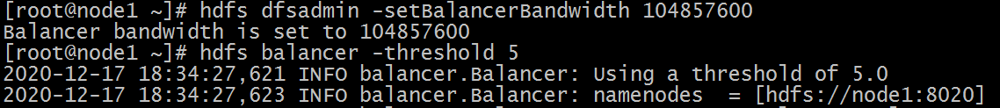 [root@node1 ~]# hdfs dfsadmin -setBalancerBandwidth 104857600
Balancer bandwidth is set to 104857600
[root@node1 ~]# hdfs balancer -threshold 5
2020-12-17 18:34:27,621 INFO balancer.Balancer: Using a threshold of 5.0
2020-12-17 18:34:27,623 INFO balancer.Balancer: namenodes  = [hdfs://node1:8020]